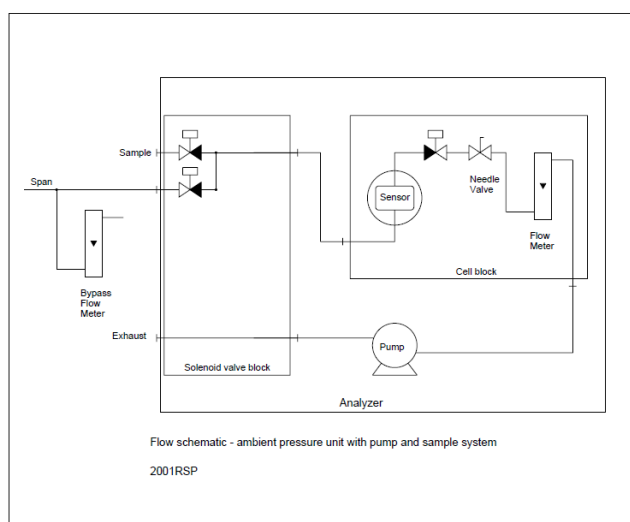 Sample
Span
Sensor
Needle
Valve
Flow
Meter
Cell block
Bypass
Flow
Meter
Exhaust
Pump
Solenoid valve block
Analyzer
Flow schematic - ambient pressure unit with pump and sample system
2001RSP